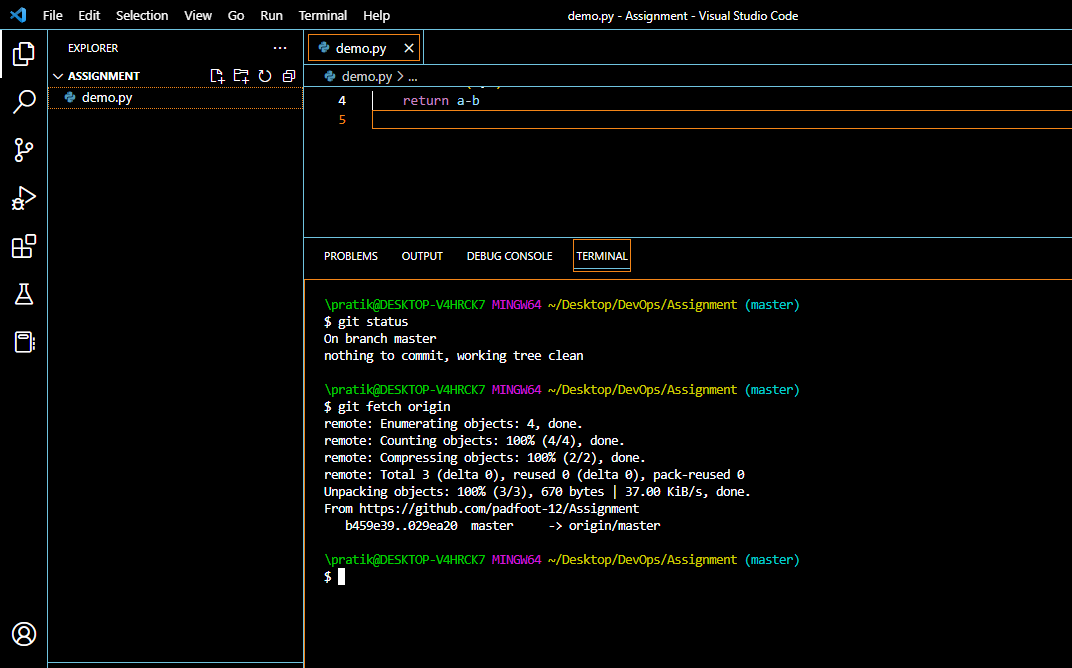 File Edit Selection View Go Run Terminal Help
demo.py - Assignment - Visual Studio Code
EXPLORER
ASSIGNMENT
demo.py
demo.py
demo.py > ...
4 return a-b
5
PROBLEMS OUTPUT DEBUG CONSOLE TERMINAL
\pratik@DESKTOP-V4HRCK7 MINGW64 ~/Desktop/DevOps/Assignment (master)
$ git status
On branch master
nothing to commit, working tree clean
\pratik@DESKTOP-V4HRCK7 MINGW64 ~/Desktop/DevOps/Assignment (master)
$ git fetch origin
remote: Enumerating objects: 4, done.
remote: Counting objects: 100% (4/4), done.
remote: Compressing objects: 100% (2/2), done.
remote: Total 3 (delta 0), reused 0 (delta 0), pack-reused 0
Unpacking objects: 100% (3/3), 670 bytes | 37.00 KiB/s, done.
From https://github.com/padfoot-12/Assignment
b459e39..029ea20 master -> origin/master
\pratik@DESKTOP-V4HRCK7 MINGW64 ~/Desktop/DevOps/Assignment (master)
$